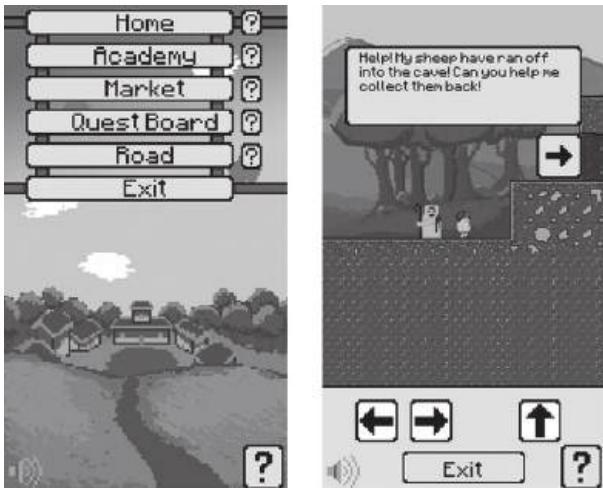 Home ?
Academy ?
Market ?
Quest Board ?
Road ?
Exit
?
Help! My sheep have ran off
into the cave! Can you help me
collect them back!
Exit
?